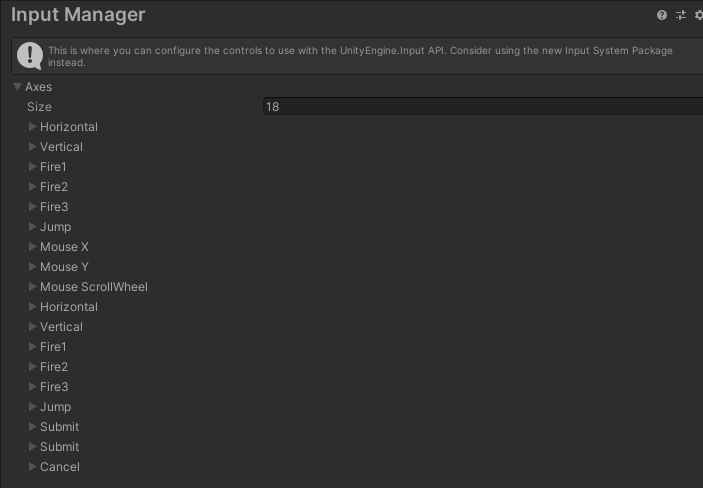 Input Manager
This is where you can configure the controls to use with the UnityEngine.Input API. Consider using the new Input System Package
instead.
Axes
Size 18
Horizontal
Vertical
Fire1
Fire2
Fire3
Jump
Mouse X
Mouse Y
Mouse ScrollWheel
Horizontal
Vertical
Fire1
Fire2
Fire3
Jump
Submit
Submit
Cancel